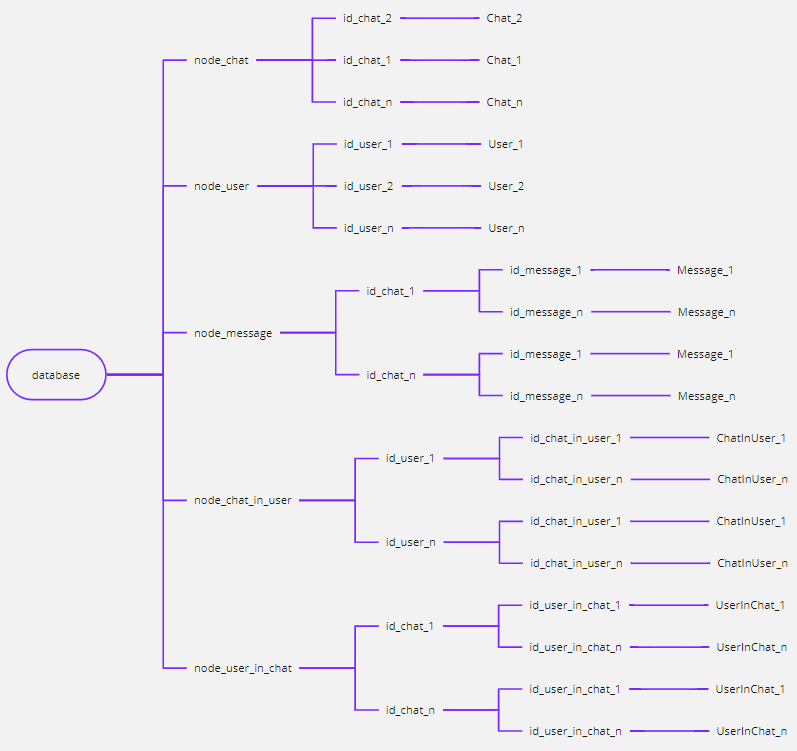 id_chat_2 Chat_2
node_chat id_chat_1 Chat_1
id_chat_n Chat_n
id_user_1 User_1
node_user id_user_2 User_2
id_user_n User_n
id_message_1 Message_1
id_chat_1
id_message_n Message_n
node_message
id_message_1 Message_1
database id_chat_n
id_message_n Message_n
id_chat_in_user_1 ChatInUser_1
id_user_1
id_chat_in_user_n ChatInUser_n
node_chat_in_user
id_chat_in_user_1 ChatInUser_1
id_user_n
id_chat_in_user_n ChatInUser_n
id_user_in_chat_1 UserInChat_1
id_chat_1
id_user_in_chat_n UserInChat_n
node_user_in_chat
id_user_in_chat_1 UserInChat_1
id_chat_n
id_user_in_chat_n UserInChat_n